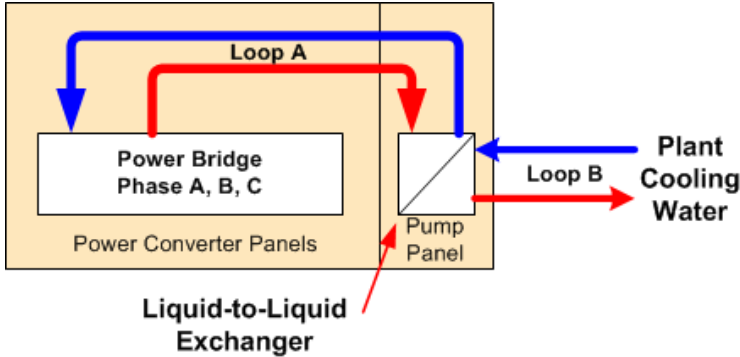 Loop A
Power Bridge
Phase A, B, C
Power Converter Panels
Pump
Panel
Loop B
Plant
Cooling
Water
Liquid-to-Liquid
Exchanger